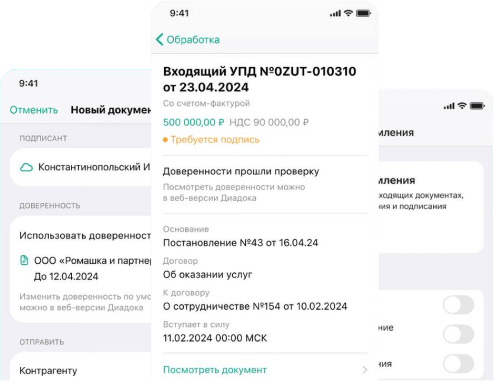 9:41
Отменить Новый докумен
ПОДПИСАНТ
Константинопольский И
ДОВЕРЕННОСТЬ
Использовать доверенност
ООО «Ромашка и партнер
До 12.04.2024
Изменить доверенность по умо
можно в веб-версии Диадока
ОТПРАВИТЬ
Контрагенту
9:41
Обработка
Входящий УПД №0ZUT-010310
от 23.04.2024
Со счетом-фактурой
500 000,00 ₽ НДС 90 000,00 ₽
Требуется подпись
Доверенности прошли проверку
Посмотреть доверенности можно
в веб-версии Диадока
Основание
Постановление №43 от 16.04.24
Договор
Об оказании услуг
К договору
О сотрудничестве №154 от 10.02.2024
Вступает в силу
11.02.2024 00:00 МСК
Посмотреть документ
мления
мления
ходящих документах,
ния и подписания
ние
ния